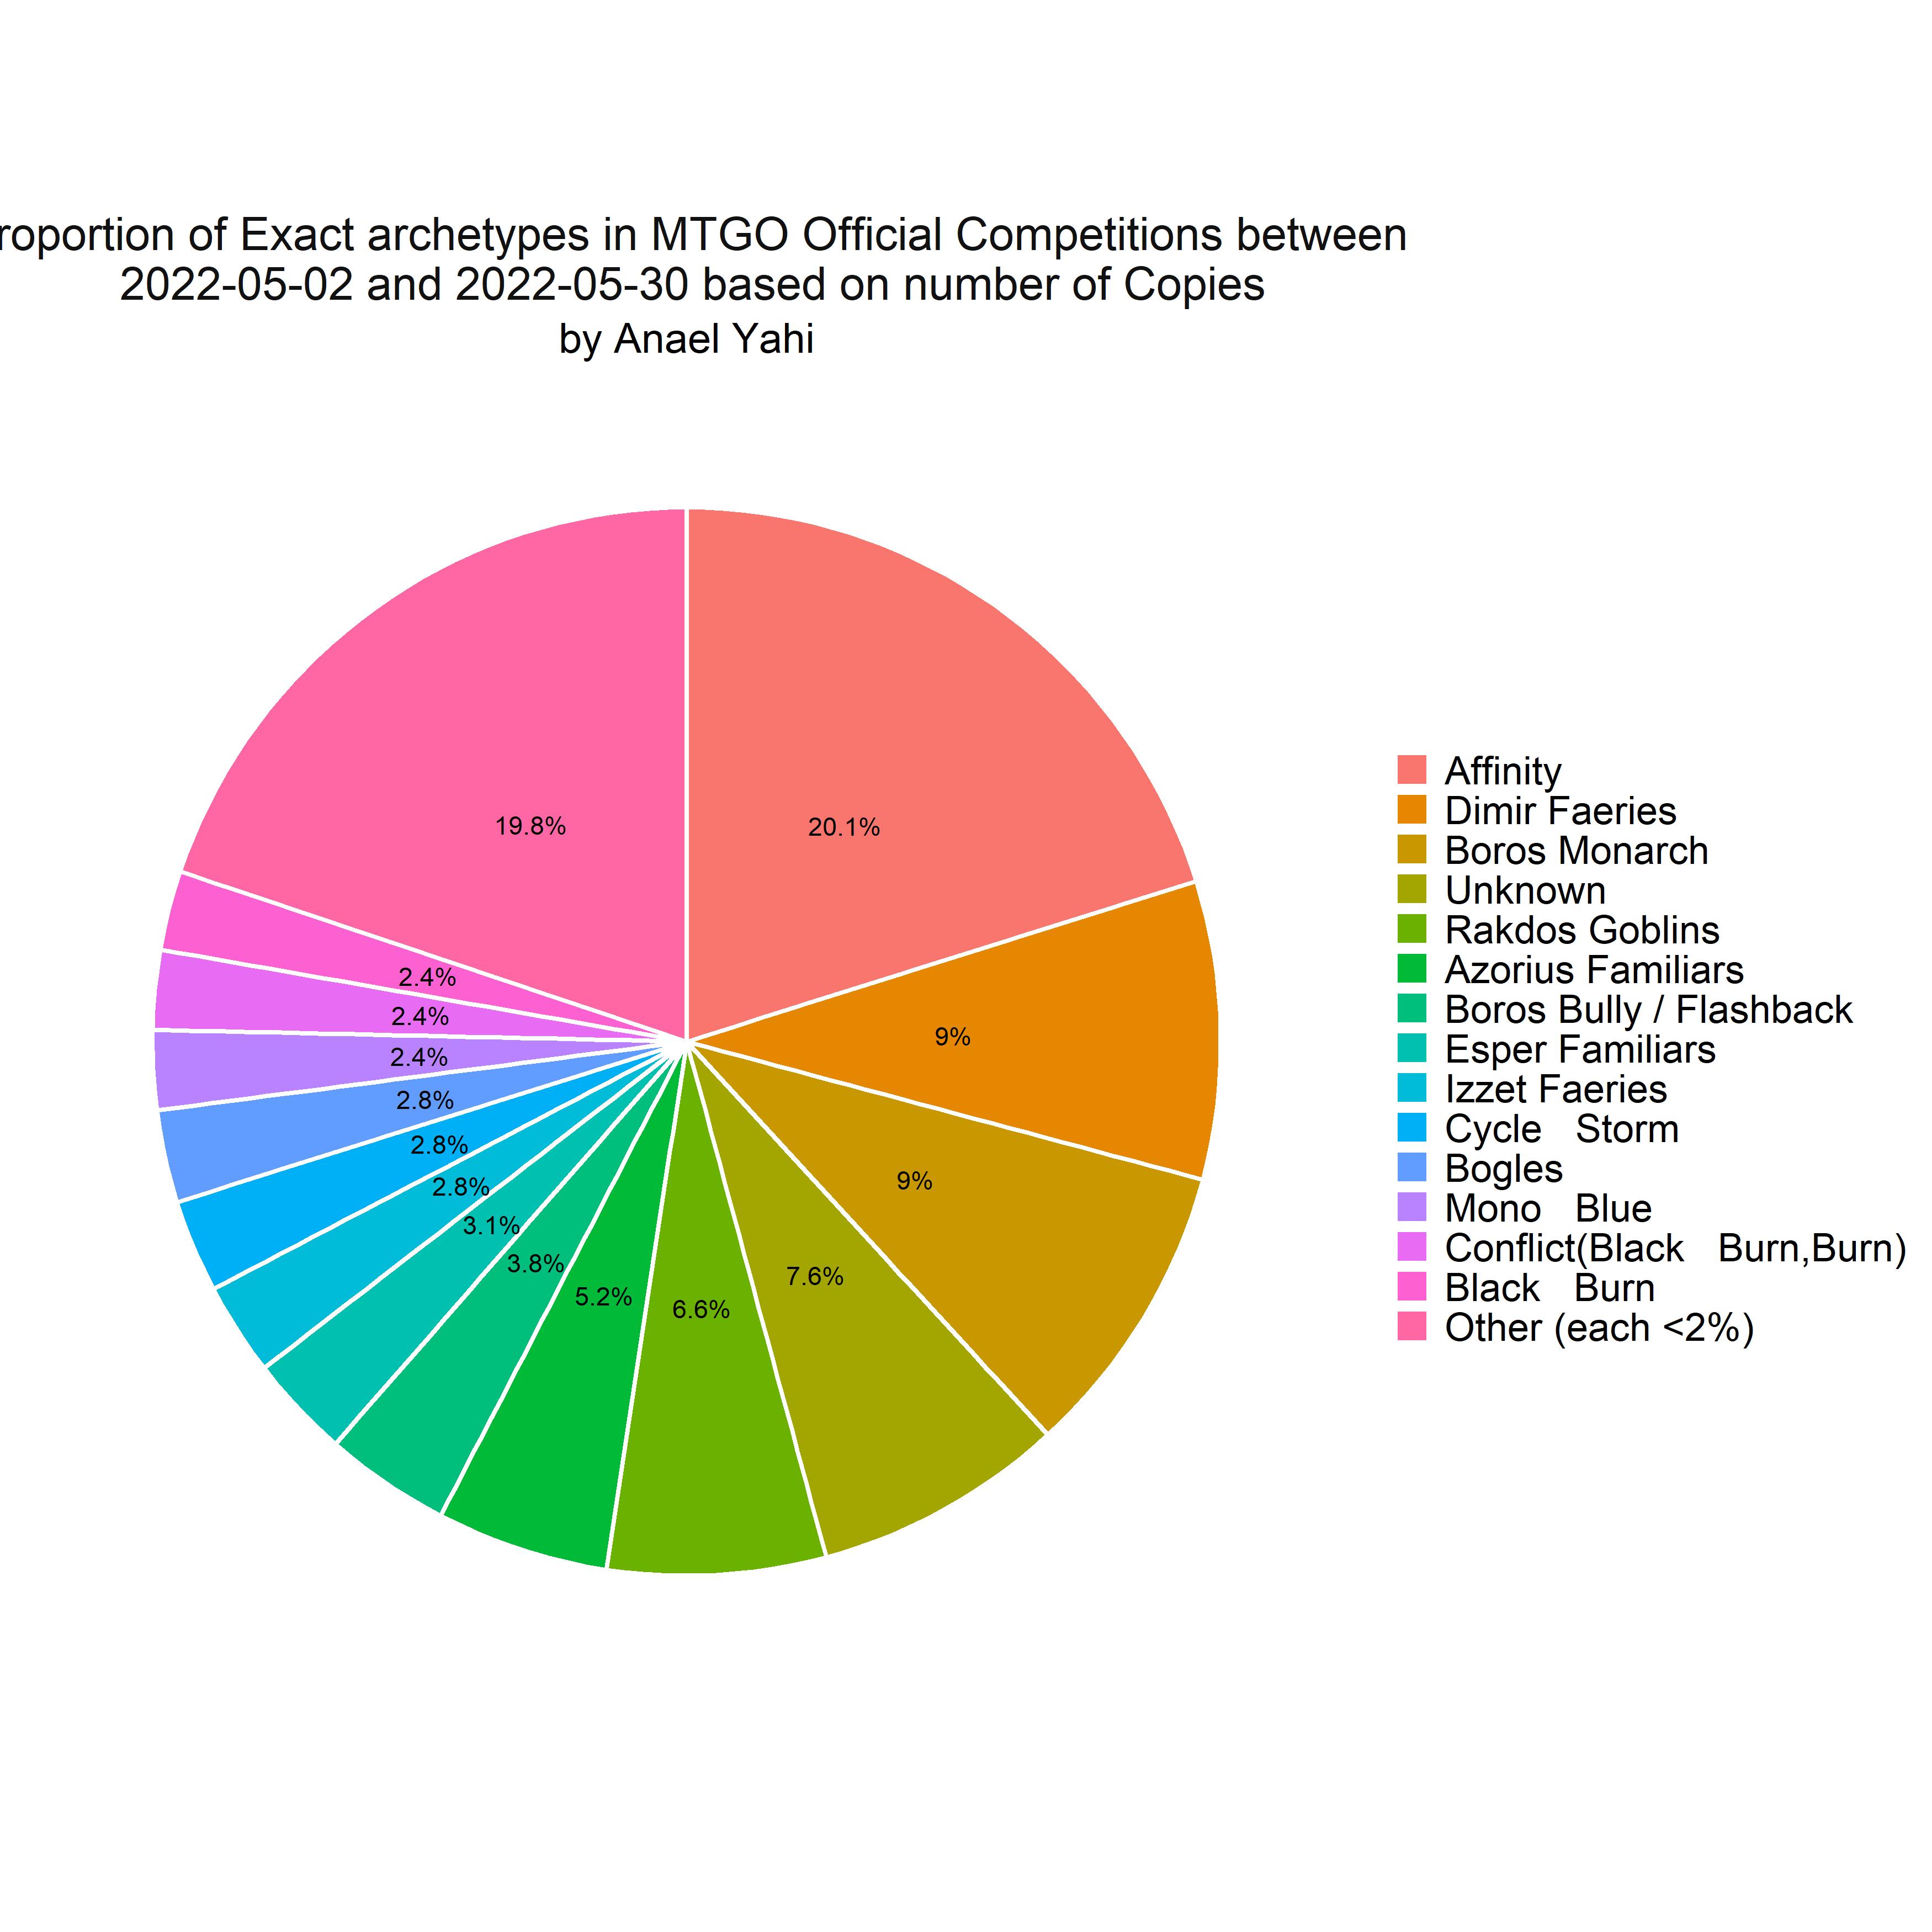 roportion of Exact archetypes in MTGO Official Competitions between
2022-05-02 and 2022-05-30 based on number of Copies
by Anael Yahi
19.8%
20.1%
2.4%
2.4%
9%
2.4%
2.8%
2.8%
9%
2.8%
3.1%
3.8%
7.6%
5.2%
6.6%
Affinity
Dimir Faeries
Boros Monarch
Unknown
Rakdos Goblins
Azorius Familiars
Boros Bully / Flashback
Esper Familiars
Izzet Faeries
Cycle   Storm
Bogles
Mono   Blue
Conflict(Black   Burn,Burn)
Black   Burn
Other (each <2%)